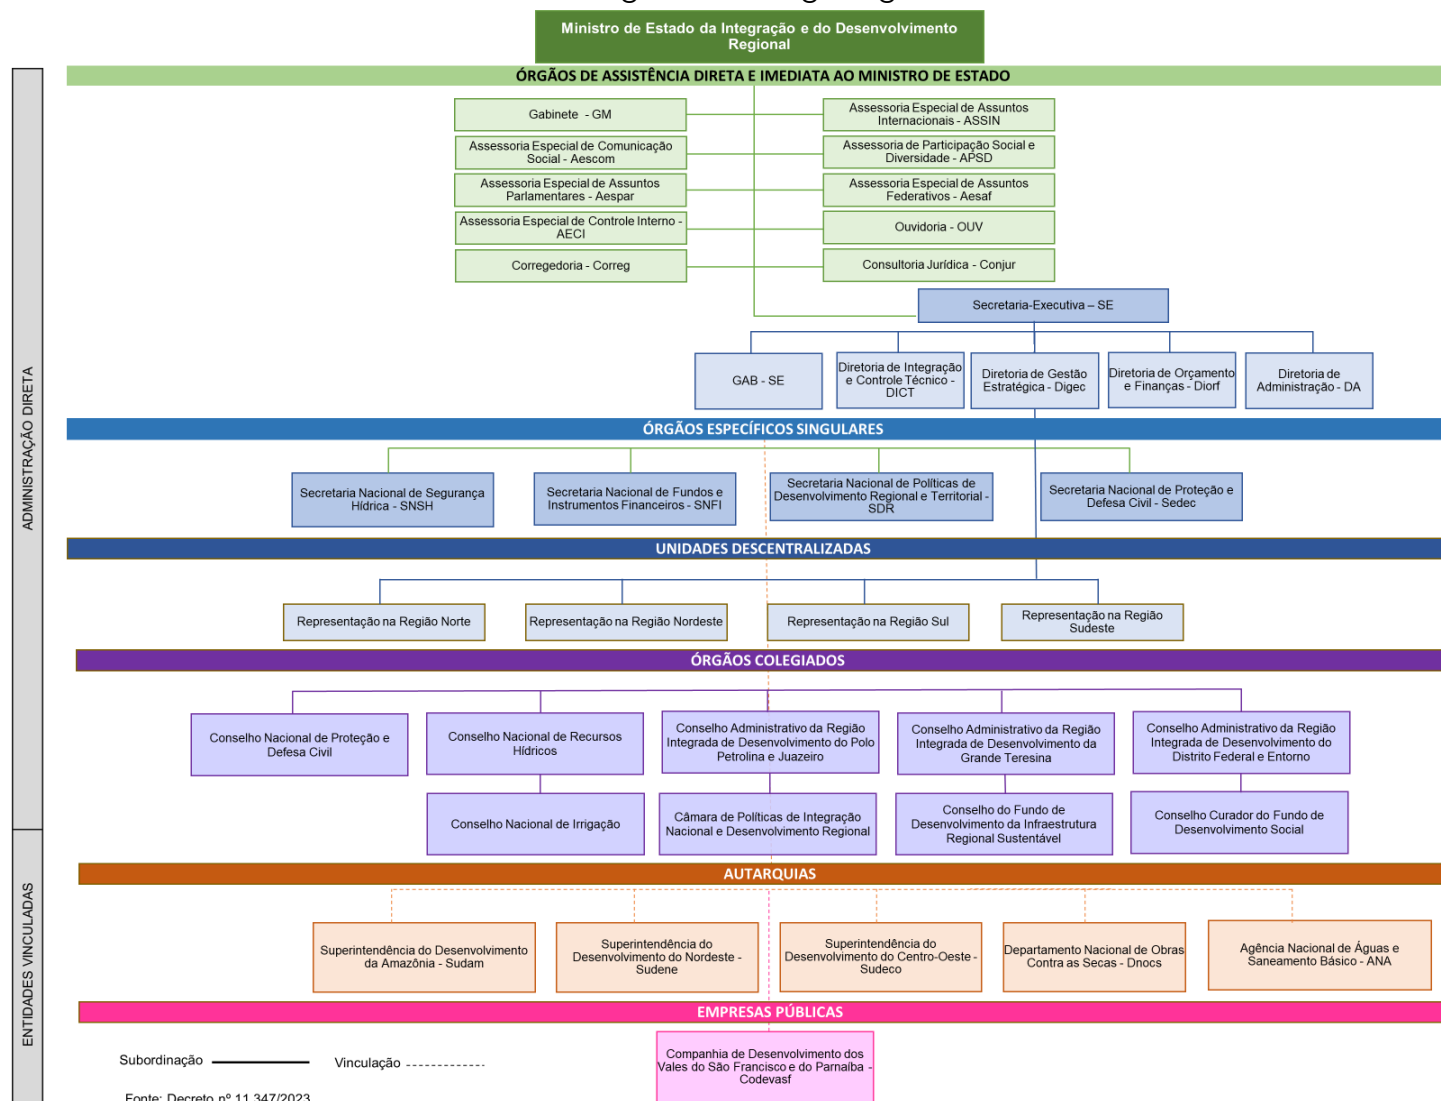 Ministro de Estado da Integração e do Desenvolvimento
Regional
ÓRGÃOS DE ASSISTÊNCIA DIRETA E IMEDIATA AO MINISTRO DE ESTADO
Gabinete - GM
Assessoria Especial de Assuntos
Internacionais - ASSIN
Assessoria Especial de Comunicação
Social - Aescom
Assessoria de Participação Social e
Diversidade - APSD
Assessoria Especial de Assuntos
Parlamentares - Aespar
Assessoria Especial de Assuntos
Federativos - Aesaf
Assessoria Especial de Controle Interno -
AECI
Ouvidoria - OUV
Corregedoria - Correg
Consultoria Jurídica - Conjur
Secretaria-Executiva – SE
GAB - SE
Diretoria de Integração
e Controle Técnico -
DICT
Diretoria de Gestão
Estratégica - Digec
Diretoria de Orçamento
e Finanças - Diorf
Diretoria de
Administração - DA
ADMINISTRAÇÃO DIRETA
ÓRGÃOS ESPECÍFICOS SINGULARES
Secretaria Nacional de Segurança
Hídrica - SNSH
Secretaria Nacional de Fundos e
Instrumentos Financeiros - SNFI
Secretaria Nacional de Políticas de
Desenvolvimento Regional e Territorial -
SDR
Secretaria Nacional de Proteção e
Defesa Civil - Sedec
UNIDADES DESCENTRALIZADAS
Representação na Região Norte
Representação na Região Nordeste
Representação na Região Sul
Representação na Região
Sudeste
ÓRGÃOS COLEGIADOS
Conselho Nacional de Proteção e
Defesa Civil
Conselho Nacional de Recursos
Hídricos
Conselho Administrativo da Região
Integrada de Desenvolvimento do Polo
Petrolina e Juazeiro
Conselho Administrativo da Região
Integrada de Desenvolvimento da
Grande Teresina
Conselho Administrativo da Região
Integrada de Desenvolvimento do
Distrito Federal e Entorno
Conselho Nacional de Irrigação
Câmara de Políticas de Integração
Nacional e Desenvolvimento Regional
Conselho do Fundo de
Desenvolvimento da Infraestrutura
Regional Sustentável
Conselho Curador do Fundo de
Desenvolvimento Social
ENTIDADES VINCULADAS
AUTARQUIAS
Superintendência do Desenvolvimento
da Amazônia - Sudam
Superintendência do
Desenvolvimento do Nordeste -
Sudene
Superintendência do
Desenvolvimento do Centro-Oeste -
Sudeco
Departamento Nacional de Obras
Contra as Secas - Dnocs
Agência Nacional de Águas e
Saneamento Básico - ANA
EMPRESAS PÚBLICAS
Companhia de Desenvolvimento dos
Vales do São Francisco e do Parnaíba -
Codevasf
Subordinação
Vinculação
Fonte: Decreto nº 11.347/2023